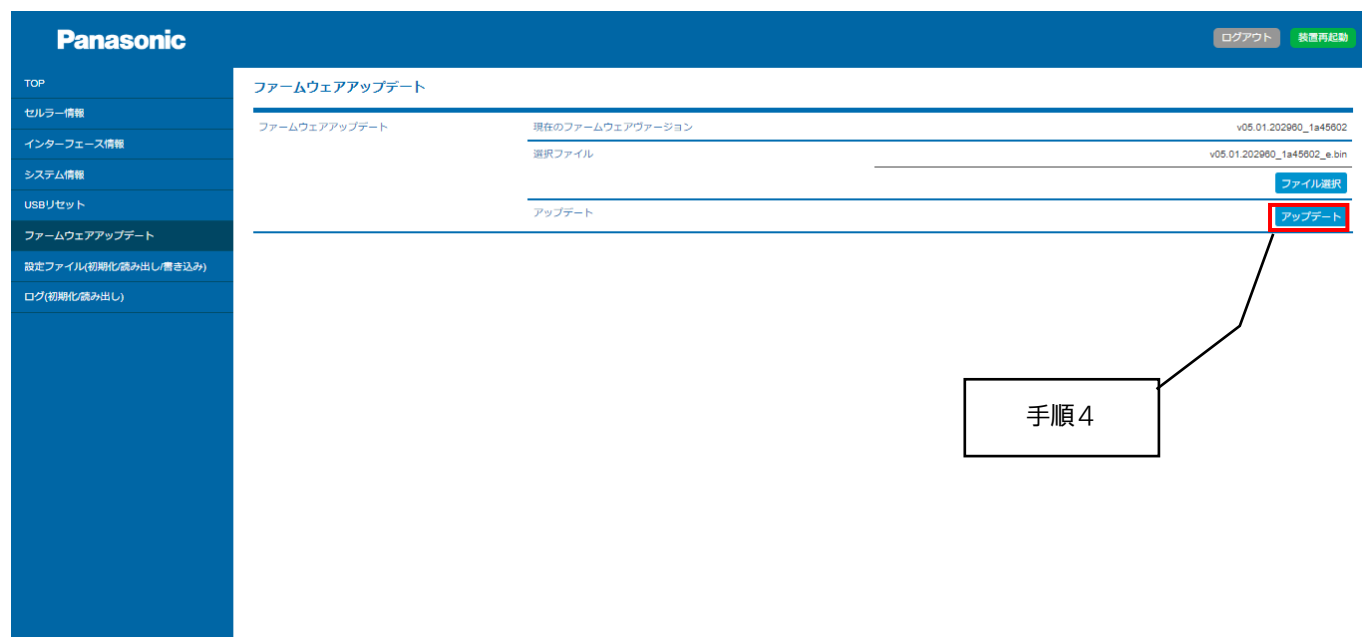 Panasonic
ログアウト
装置再起動
TOP
セルラー情報
インターフェース情報
システム情報
USBリセット
ファームウェアアップデート
設定ファイル(初期化/読み出し/書き込み)
ログ(初期化/読み出し)
ファームウェアアップデート
ファームウェアアップデート
現在のファームウェアヴァージョン
v05.01.202960_1a45602
選択ファイル
v05.01.202960_1a45602_e.bin
ファイル選択
アップデート
アップデート
手順4